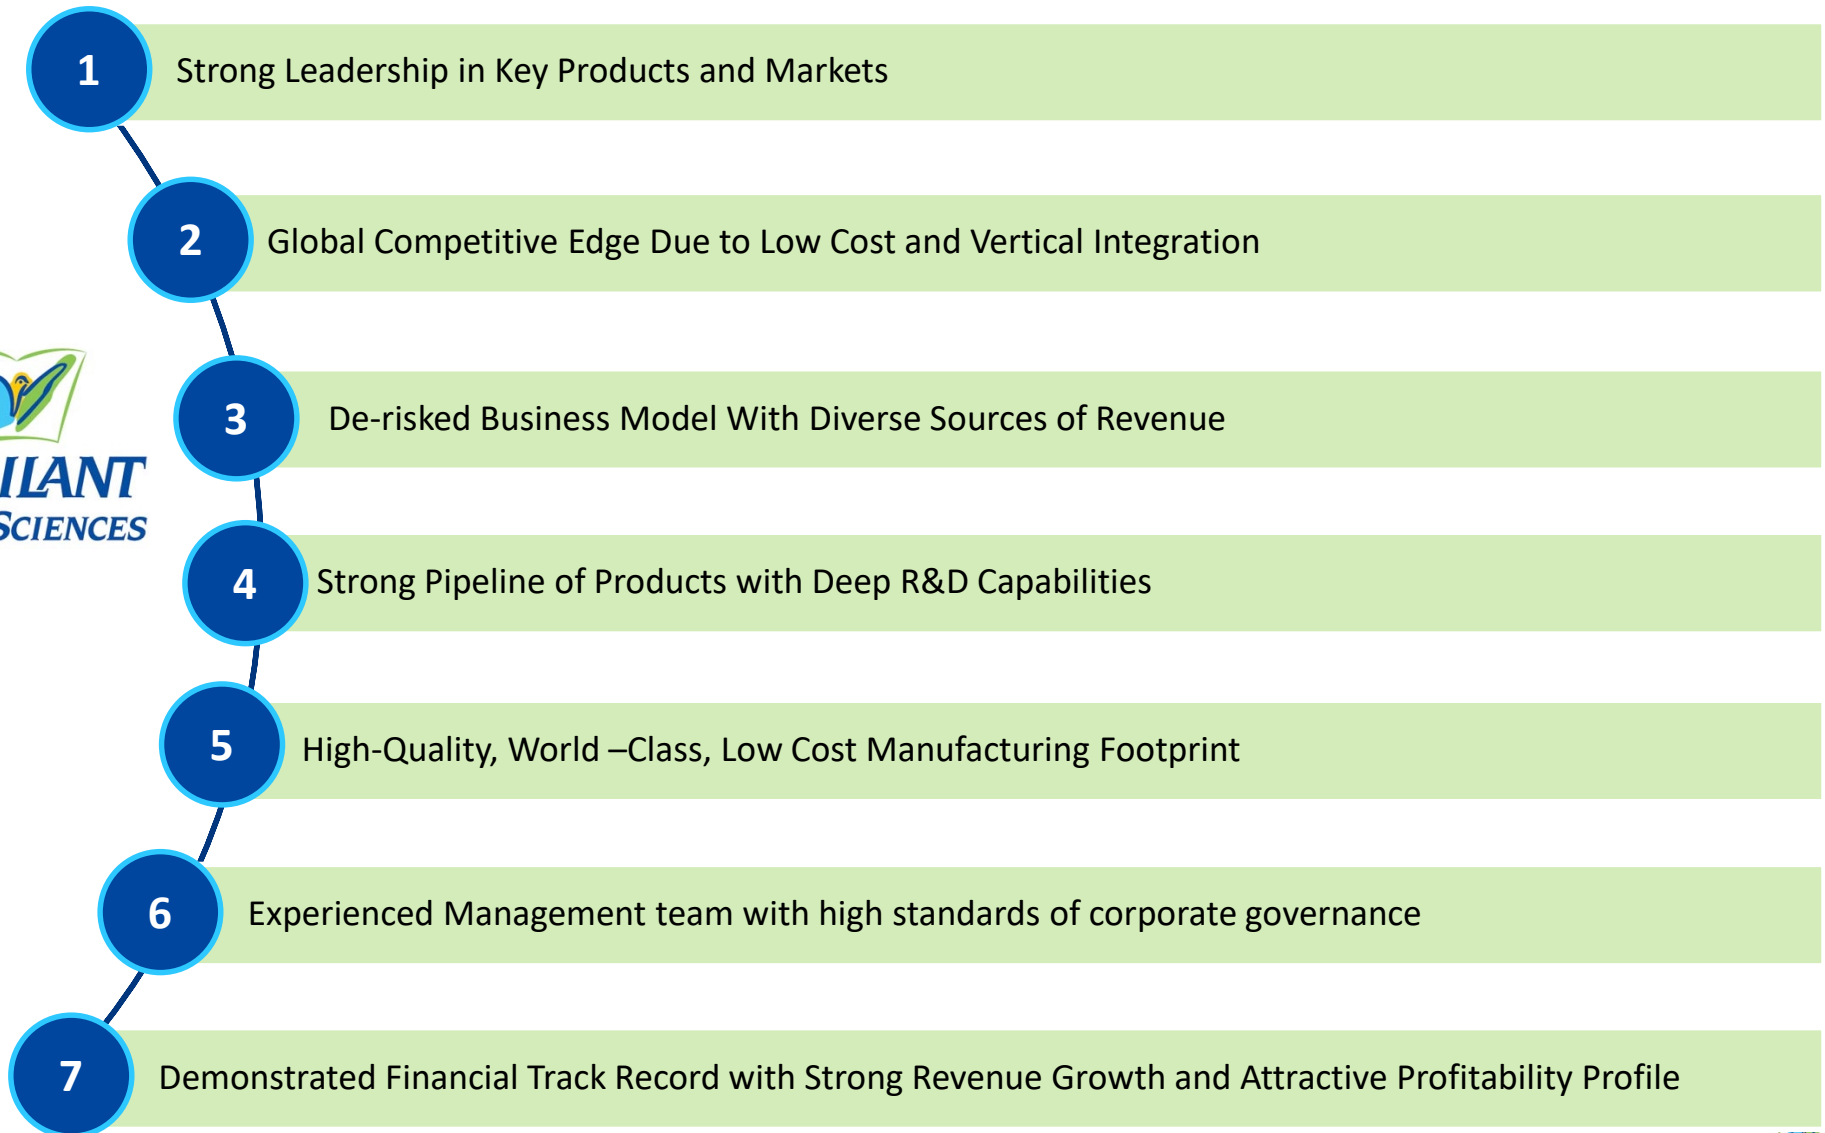 1 Strong Leadership in Key Products and Markets
2 Global Competitive Edge Due to Low Cost and Vertical Integration
3 De-risked Business Model With Diverse Sources of Revenue
ILANT
SCIENCES
4 Strong Pipeline of Products with Deep R&D Capabilities
5 High-Quality, World –Class, Low Cost Manufacturing Footprint
6 Experienced Management team with high standards of corporate governance
7 Demonstrated Financial Track Record with Strong Revenue Growth and Attractive Profitability Profile